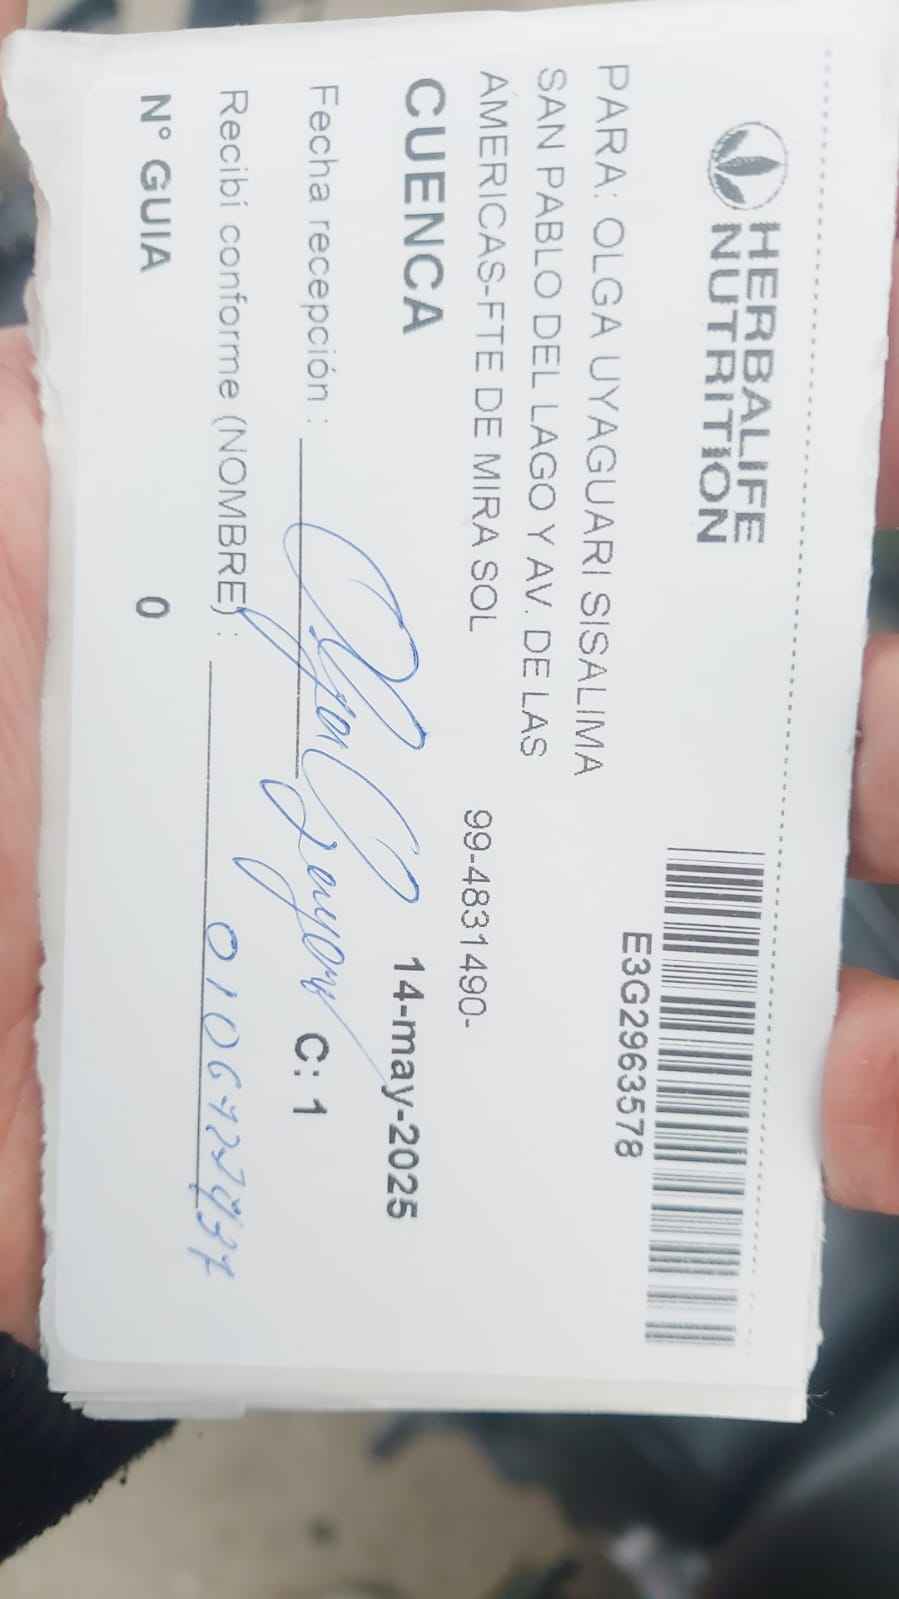 HERBALIFE
NUTRITION
E3G2963578
PARA: OLGA UYAGUARI SISALIMA
SAN PABLO DEL LAGO Y AV. DE LAS
AMERICAS-FTE DE MIRA SOL
99-4831490-
CUENCA
14-may-2025
Fecha recepción :
C: 1
Recibí conforme (NOMBRE) :
N° GUIA
0